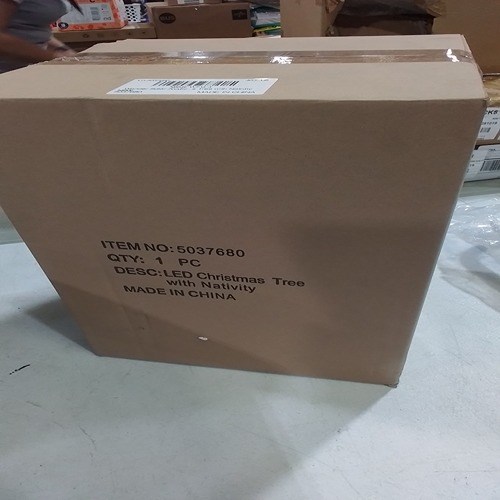 ITEM NO: 5037680
QTY: 1 PC
DESC: LED Christmas Tree
with Nativity
MADE IN CHINA